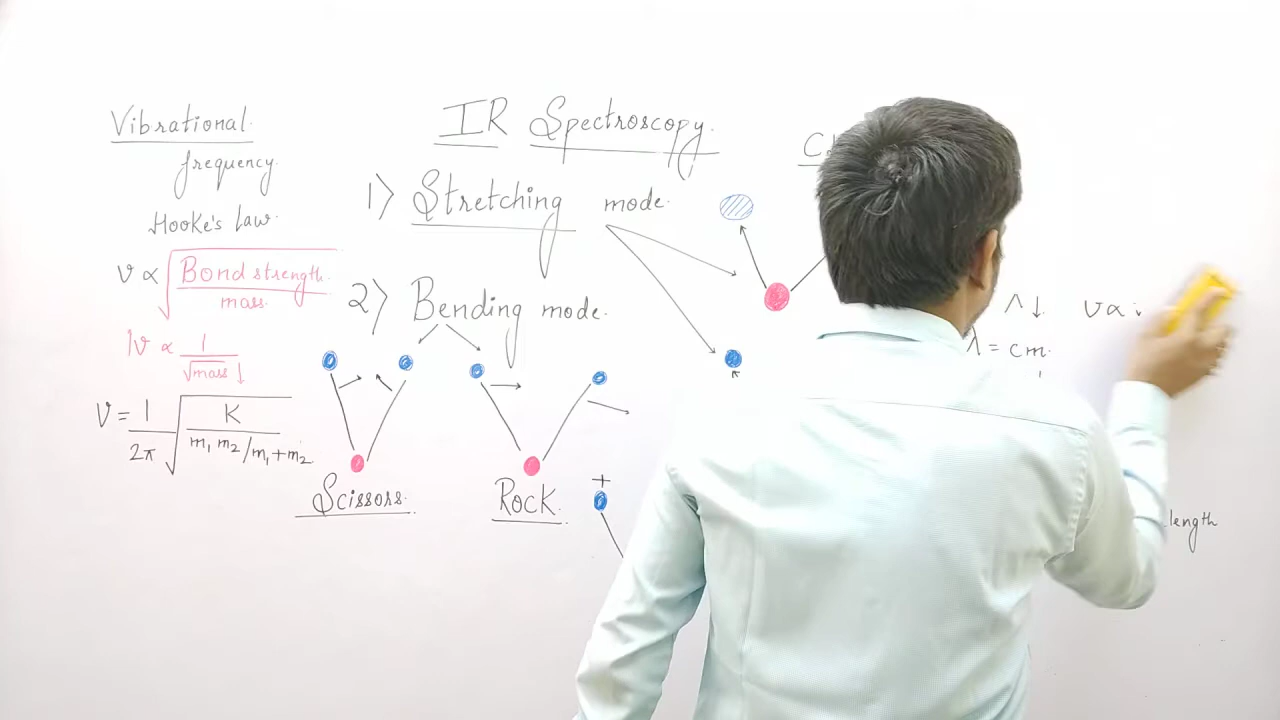 Vibrational
frequency
Hooke's law
ν ∝ √(Bond strength / mass)
ν ∝ 1 / √mass ↓
ν = 1/2π √(K / m₁ m₂ / m₁ + m₂)
IR Spectroscopy
1) Stretching mode
2) Bending mode
Scissors
Rock
+
ν ∝
λ = cm
length